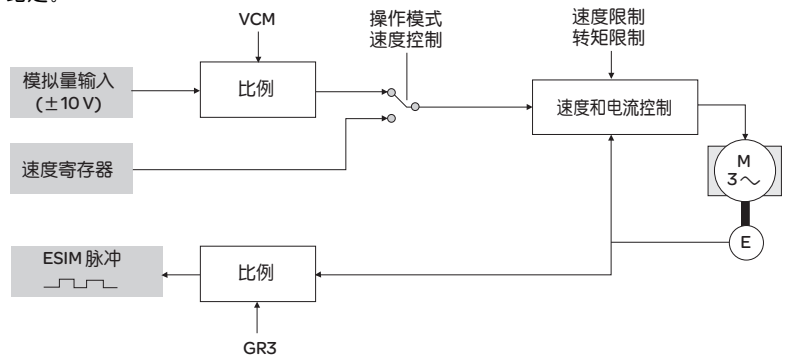 VCM
操作模式
速度控制
速度限制
转矩限制
模拟量输入
(±10 V)
比例
速度和电流控制
速度寄存器
M
3～
E
ESIM 脉冲
比例
GR3